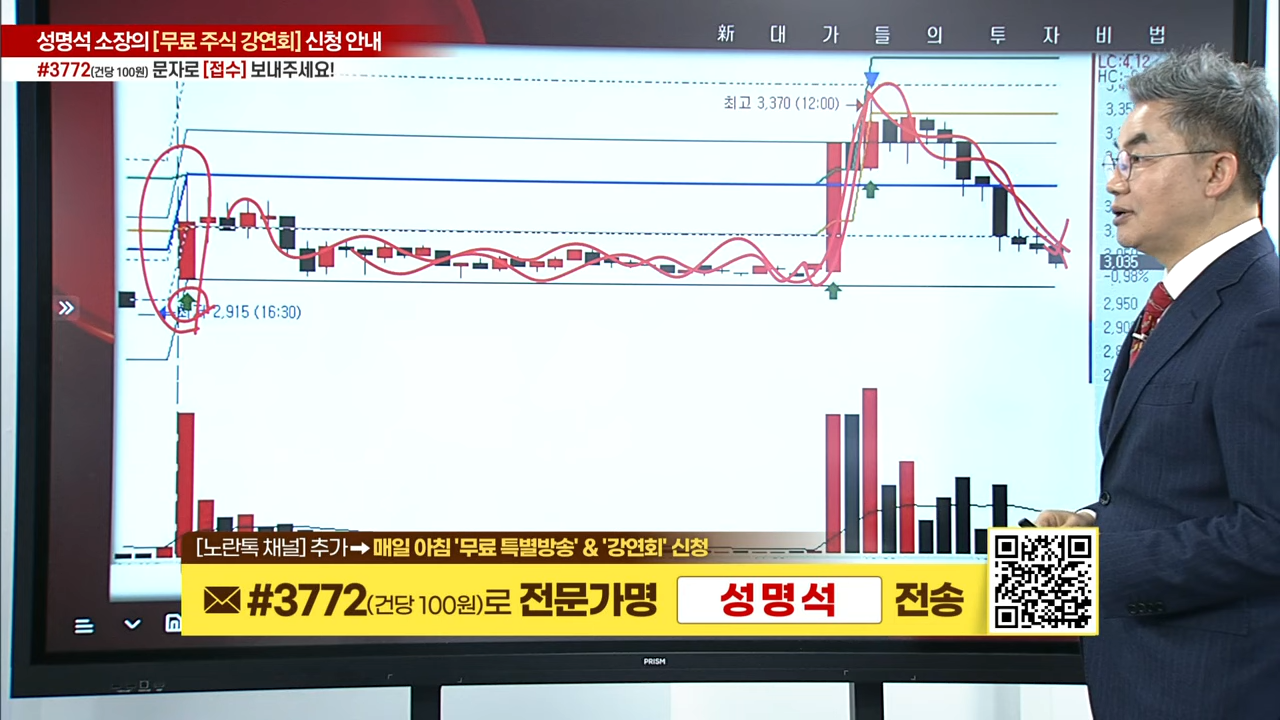 성명석 소장의 [무료 주식 강연회] 신청 안내
#3772(건당 100원) 문자로 [접수] 보내주세요!
新 대가들의 투자비법
LC:4.12
HC:
최고 3,370 (12:00)
3,035
-0.98%
2,950
2,915 (16:30)
[노란톡 채널] 추가➡매일 아침 '무료 특별방송' & '강연회' 신청
#3772(건당 100원)로 전문가명 성명석 전송
PRISM